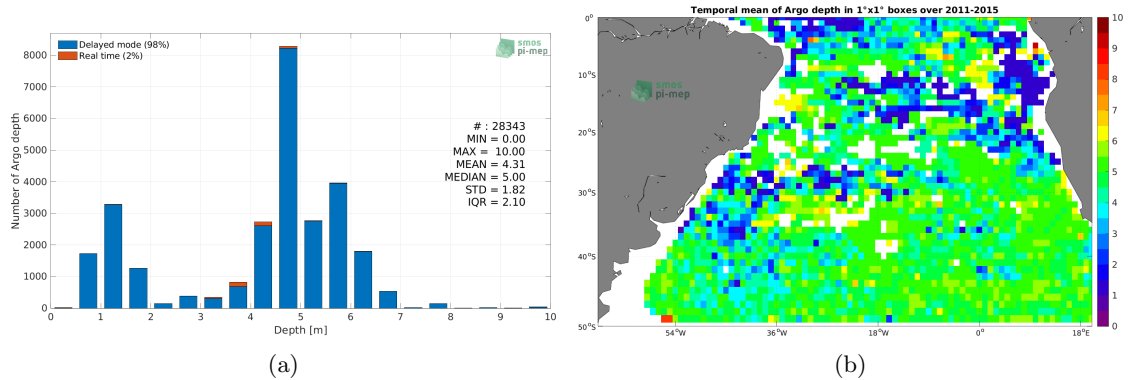 Delayed mode (98%)
Real time (2%)
smos
pi-mep
# : 28343
MIN = 0.00
MAX = 10.00
MEAN = 4.31
MEDIAN = 5.00
STD = 1.82
IQR = 2.10
Number of Argo depth
8000
7000
6000
5000
4000
3000
2000
1000
0
0 1 2 3 4 5 6 7 8 9 10
Depth [m]
(a)
Temporal mean of Argo depth in 1°x1° boxes over 2011-2015
smos
pi-mep
0°
10°S
20°S
30°S
40°S
50°S
54°W 36°W 18°W 0° 18°E
10
9
8
7
6
5
4
3
2
1
0
(b)